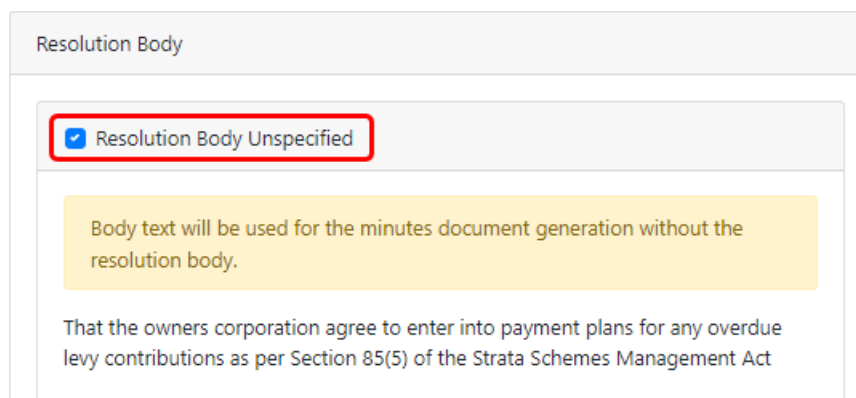 Resolution Body
Resolution Body Unspecified
Body text will be used for the minutes document generation without the
resolution body.
That the owners corporation agree to enter into payment plans for any overdue
levy contributions as per Section 85(5) of the Strata Schemes Management Act